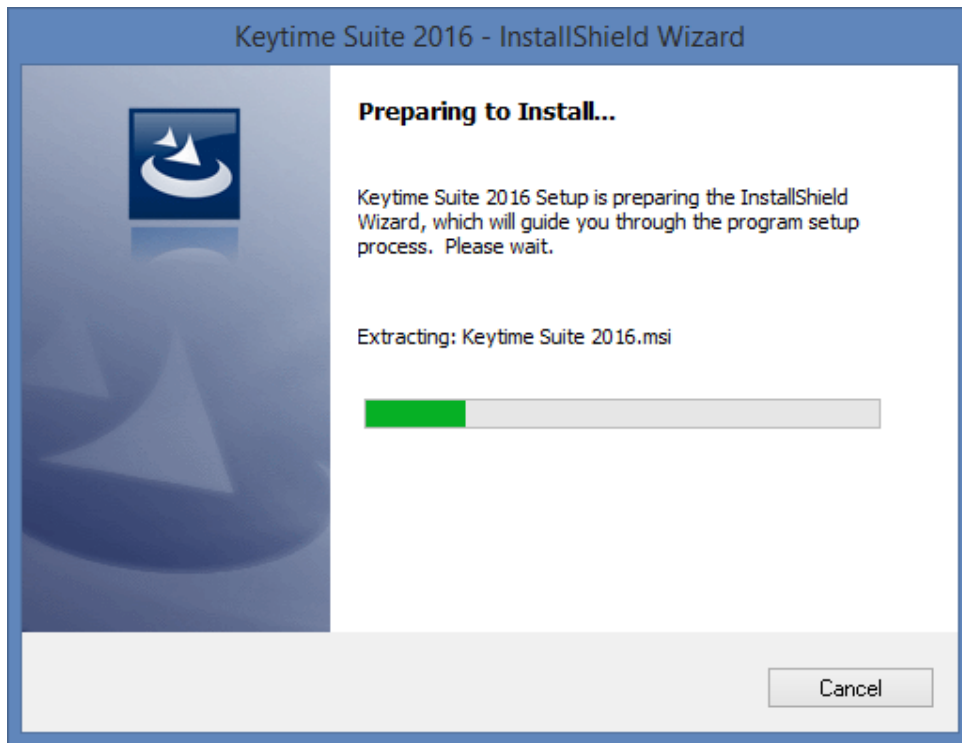 Keytime Suite 2016 - InstallShield Wizard
Preparing to Install...
Keytime Suite 2016 Setup is preparing the InstallShield
Wizard, which will guide you through the program setup
process.  Please wait.
Extracting: Keytime Suite 2016.msi
Cancel